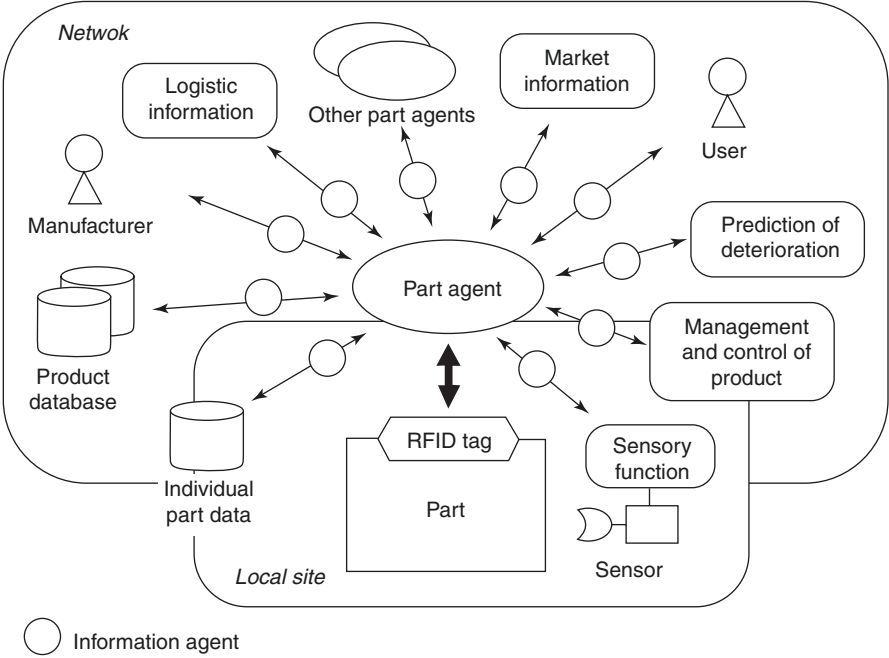 Netwok
Logistic
information
Other part agents
Market
information
User
Manufacturer
Prediction of
deterioration
Part agent
Product
database
Management
and control of
product
RFID tag
Part
Individual
part data
Sensory
function
Sensor
Local site
Information agent